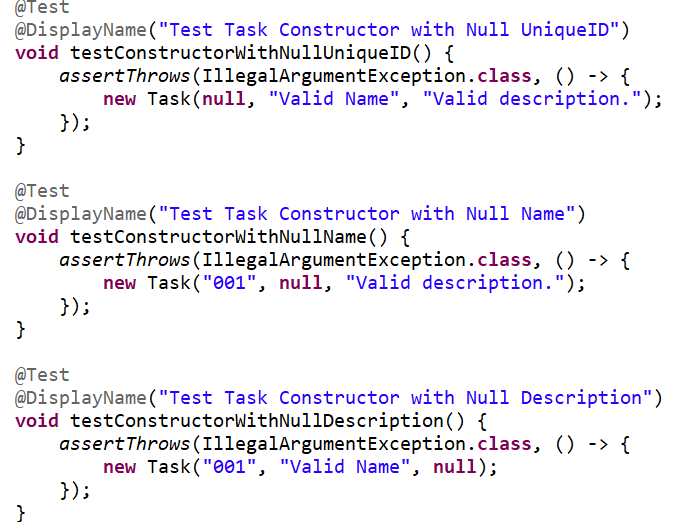 @Test
@DisplayName("Test Task Constructor with Null UniqueID")
void testConstructorWithNullUniqueID() {
    assertThrows(IllegalArgumentException.class, () -> {
        new Task(null, "Valid Name", "Valid description.");
    });
}

@Test
@DisplayName("Test Task Constructor with Null Name")
void testConstructorWithNullName() {
    assertThrows(IllegalArgumentException.class, () -> {
        new Task("001", null, "Valid description.");
    });
}

@Test
@DisplayName("Test Task Constructor with Null Description")
void testConstructorWithNullDescription() {
    assertThrows(IllegalArgumentException.class, () -> {
        new Task("001", "Valid Name", null);
    });
}